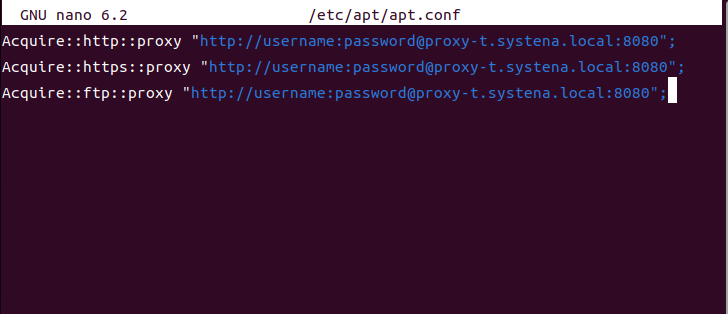 GNU nano 6.2 /etc/apt/apt.conf
Acquire::http::proxy "http://username:password@proxy-t.systena.local:8080";
Acquire::https::proxy "http://username:password@proxy-t.systena.local:8080";
Acquire::ftp::proxy "http://username:password@proxy-t.systena.local:8080";